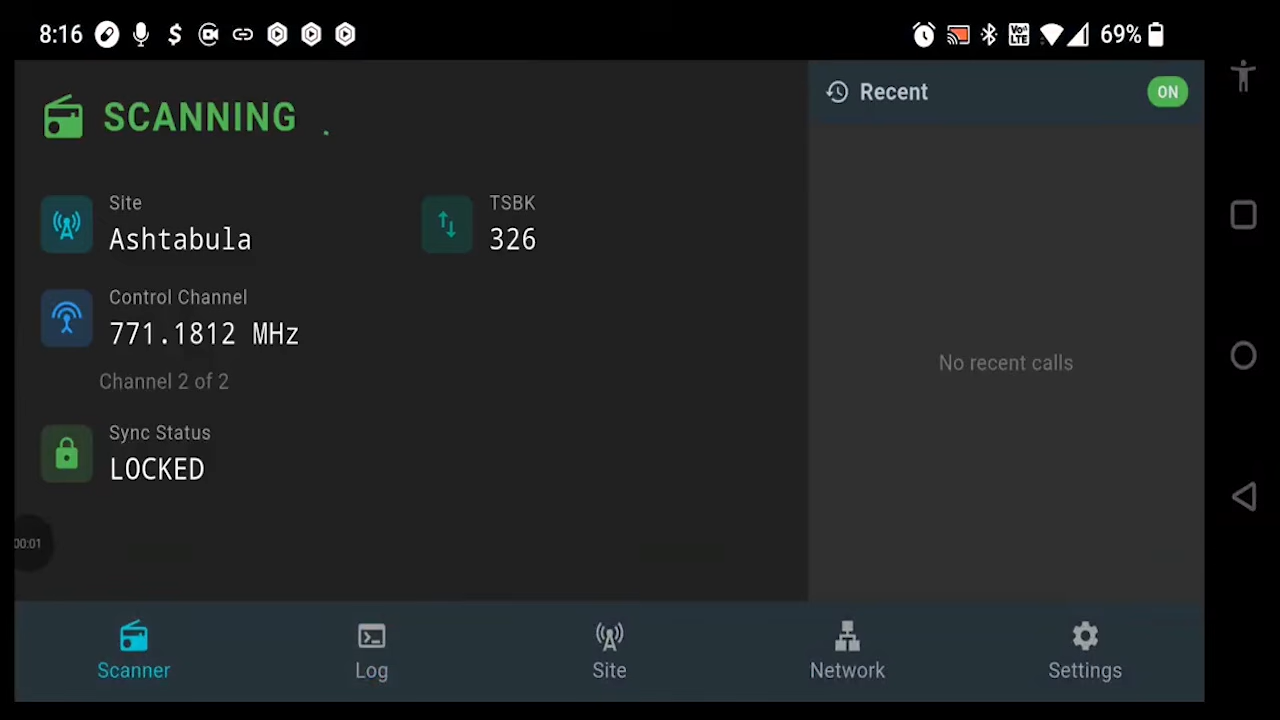 8:16
VoLTE 69%
SCANNING .
Recent
ON
Site
Ashtabula
TSBK
326
Control Channel
771.1812 MHz
Channel 2 of 2
No recent calls
Sync Status
LOCKED
00:01
Scanner
Log
Site
Network
Settings